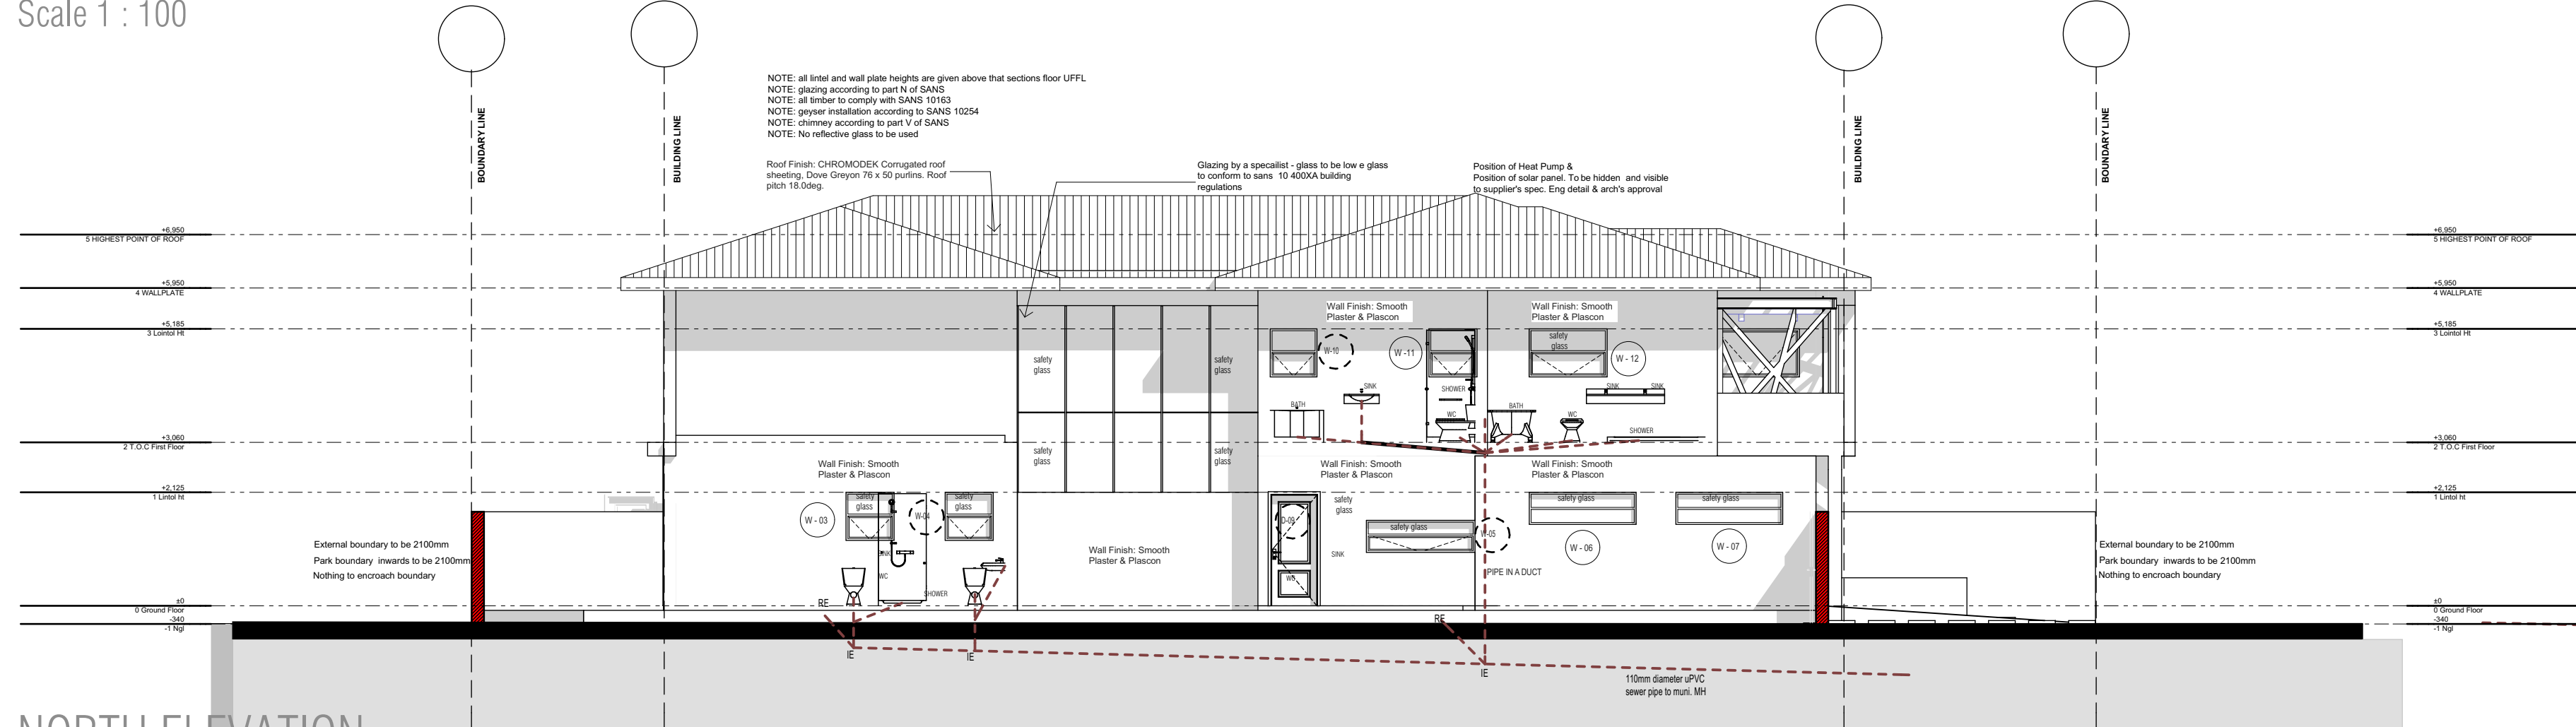 Scale 1 : 100
BOUNDARY LINE
BUILDING LINE
BUILDING LINE
BOUNDARY LINE
NOTE: all lintel and wall plate heights are given above that sections floor UFFL
NOTE: glazing according to part N of SANS
NOTE: all timber to comply with SANS 10163
NOTE: geyser installation according to SANS 10254
NOTE: chimney according to part V of SANS
NOTE: No reflective glass to be used
Roof Finish: CHROMODEK Corrugated roof
sheeting, Dove Greyon 76 x 50 purlins. Roof
pitch 18.0deg.
Glazing by a specailist - glass to be low e glass
to conform to sans 10 400XA building
regulations
Position of Heat Pump &
Position of solar panel. To be hidden and visible
to supplier's spec. Eng detail & arch's approval
+6,950
5 HIGHEST POINT OF ROOF
+5,950
4 WALLPLATE
+5,185
3 Lointol Ht
+3,060
2 T.O.C First Floor
+2,125
1 Lintol ht
±0
0 Ground Floor
-340
-1 Ngl
+6,950
5 HIGHEST POINT OF ROOF
+5,950
4 WALLPLATE
+5,185
3 Lointol Ht
+3,060
2 T.O.C First Floor
+2,125
1 Lintol ht
±0
0 Ground Floor
-340
-1 Ngl
Wall Finish: Smooth
Plaster & Plascon
Wall Finish: Smooth
Plaster & Plascon
safety
glass
safety
glass
safety
glass
W-10
W -11
W - 12
SINK
SHOWER
BATH
WC
BATH
WC
SINK
SINK
SHOWER
safety
glass
safety
glass
Wall Finish: Smooth
Plaster & Plascon
Wall Finish: Smooth
Plaster & Plascon
Wall Finish: Smooth
Plaster & Plascon
safety
glass
safety
glass
W - 03
W-04
SINK
WC
SHOWER
Wall Finish: Smooth
Plaster & Plascon
safety
glass
D-09
SINK
WC
safety glass
W-05
safety glass
safety glass
W - 06
W - 07
PIPE IN A DUCT
External boundary to be 2100mm
Park boundary inwards to be 2100mm
Nothing to encroach boundary
External boundary to be 2100mm
Park boundary inwards to be 2100mm
Nothing to encroach boundary
RE
RE
IE
IE
IE
110mm diameter uPVC
sewer pipe to muni. MH
NORTH ELEVATION